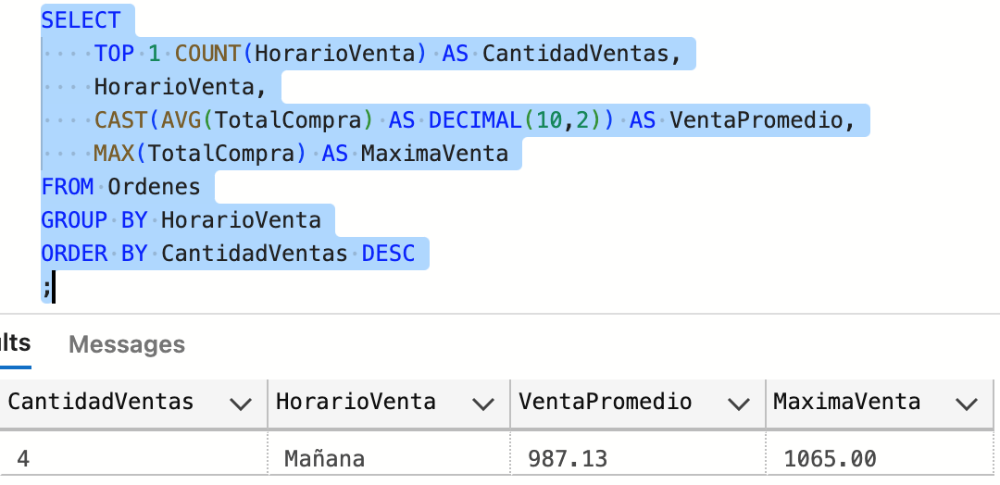 SELECT
TOP 1 COUNT(HorarioVenta) AS CantidadVentas,
HorarioVenta,
CAST(AVG(TotalCompra) AS DECIMAL(10,2)) AS VentaPromedio,
MAX(TotalCompra) AS MaximaVenta
FROM Ordenes
GROUP BY HorarioVenta
ORDER BY CantidadVentas DESC
;
lts Messages
CantidadVentas HorarioVenta VentaPromedio MaximaVenta
4 Mañana 987.13 1065.00